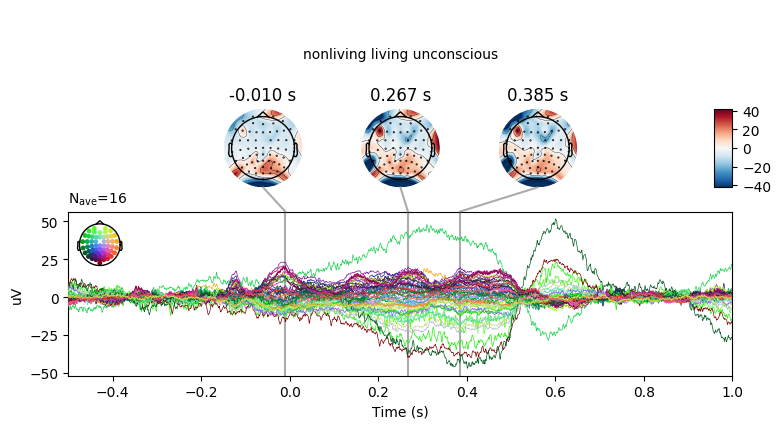 nonliving living unconscious
-0.010 s 0.267 s 0.385 s
40
20
0
−20
−40
Nave=16
50
25
0
−25
−50
uV
−0.4 −0.2 0.0 0.2 0.4 0.6 0.8 1.0
Time (s)